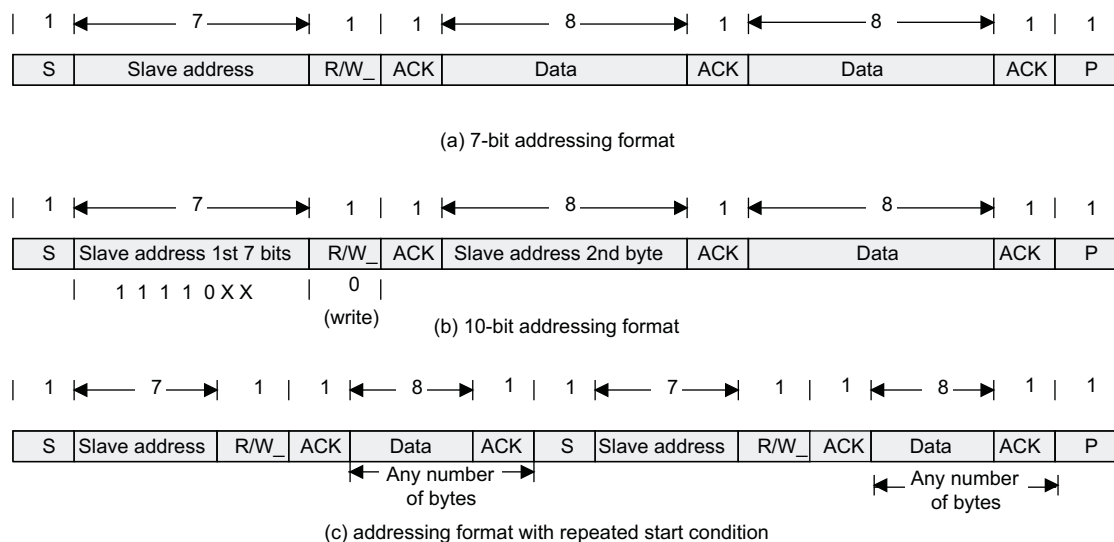 1 7 1 1 8 1 8 1 1
S Slave address R/W_ ACK Data ACK Data ACK P
(a) 7-bit addressing format
1 7 1 1 8 1 8 1 1
S Slave address 1st 7 bits R/W_ ACK Slave address 2nd byte ACK Data ACK P
1 1 1 1 0 X X 0
(write)
(b) 10-bit addressing format
1 7 1 1 8 1 1 7 1 1 8 1 1
S Slave address R/W_ ACK Data ACK S Slave address R/W_ ACK Data ACK P
Any number Any number
of bytes of bytes
(c) addressing format with repeated start condition